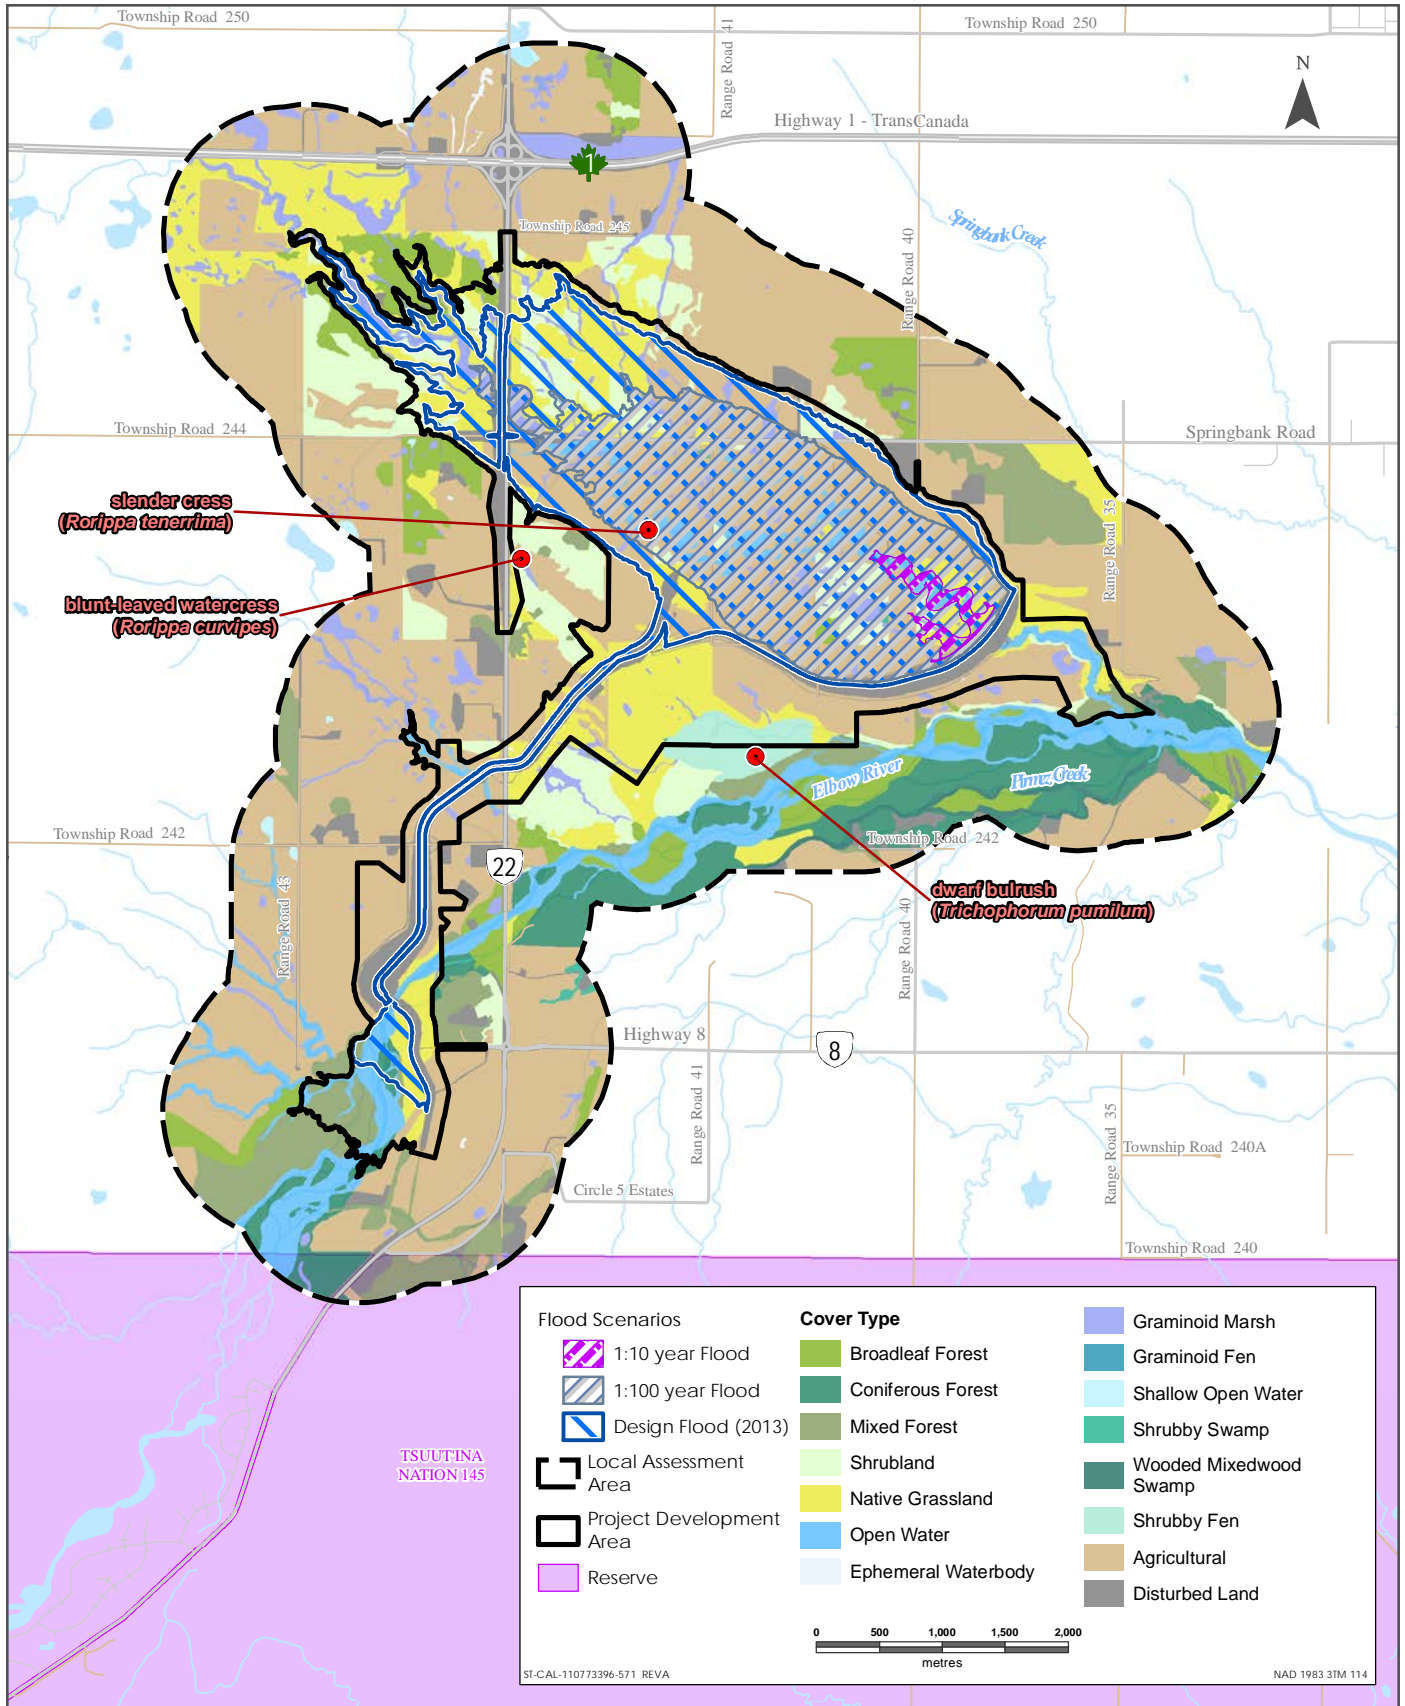 Township Road 250
Range Road 41
Township Road 250
N
Highway 1 - TransCanada
1
Springbank Creek
Township Road 245
Range Road 40
Township Road 244
Springbank Road
slender cress
(Rorippa tenerrima)
Range Road 35
blunt-leaved watercress
(Rorippa curvipes)
Elbow River
Township Road 242
Township Road 242
22
Range Road 43
dwarf bulrush
(Trichophorum pumilum)
Range Road 40
Highway 8
8
Range Road 41
Range Road 35
Township Road 240A
Circle 5 Estates
Township Road 240
TSUUT'INA
NATION 145
Flood Scenarios
1:10 year Flood
1:100 year Flood
Design Flood (2013)
Local Assessment
Area
Project Development
Area
Reserve
Cover Type
Broadleaf Forest
Coniferous Forest
Mixed Forest
Shrubland
Native Grassland
Open Water
Ephemeral Waterbody
Graminoid Marsh
Graminoid Fen
Shallow Open Water
Shrubby Swamp
Wooded Mixedwood
Swamp
Shrubby Fen
Agricultural
Disturbed Land
0 500 1,000 1,500 2,000
metres
ST-CAL-110773396-571 REVA
NAD 1983 3TM 114